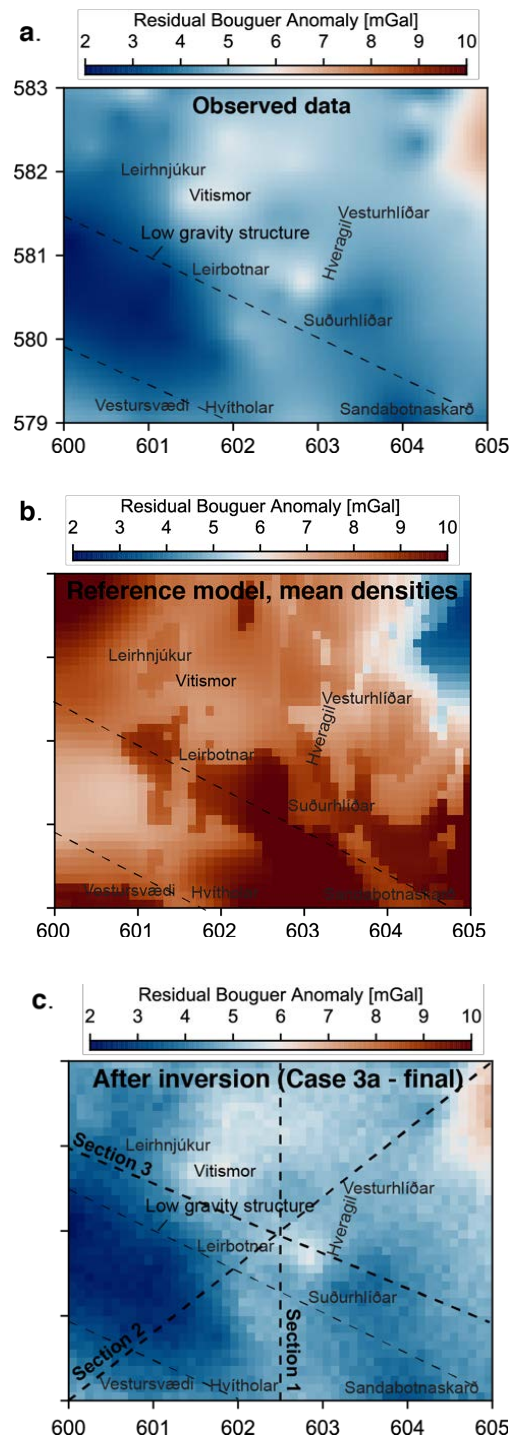 a.
Residual Bouguer Anomaly [mGal]
2 3 4 5 6 7 8 9 10
Observed data
583
582
581
580
579
Leirhnjúkur
Vitismor
Vesturhlíðar
Low gravity structure
Hveragil
Leirbotnar
Suðurhlíðar
Vestursvæði Hvítholar Sandabotnaskarð
600 601 602 603 604 605
b.
Residual Bouguer Anomaly [mGal]
2 3 4 5 6 7 8 9 10
Reference model, mean densities
Leirhnjúkur
Vitismor
Vesturhlíðar
Hveragil
Leirbotnar
Suðurhlíðar
Vestursvæði Hvítholar Sandabotnaskarð
600 601 602 603 604 605
c.
Residual Bouguer Anomaly [mGal]
2 3 4 5 6 7 8 9 10
After inversion (Case 3a - final)
Leirhnjúkur
Section 3
Vitismor
Vesturhlíðar
Low gravity structure
Hveragil
Leirbotnar
Suðurhlíðar
Section 2
Section 1
Vestursvæði Hvítholar Sandabotnaskarð
600 601 602 603 604 605